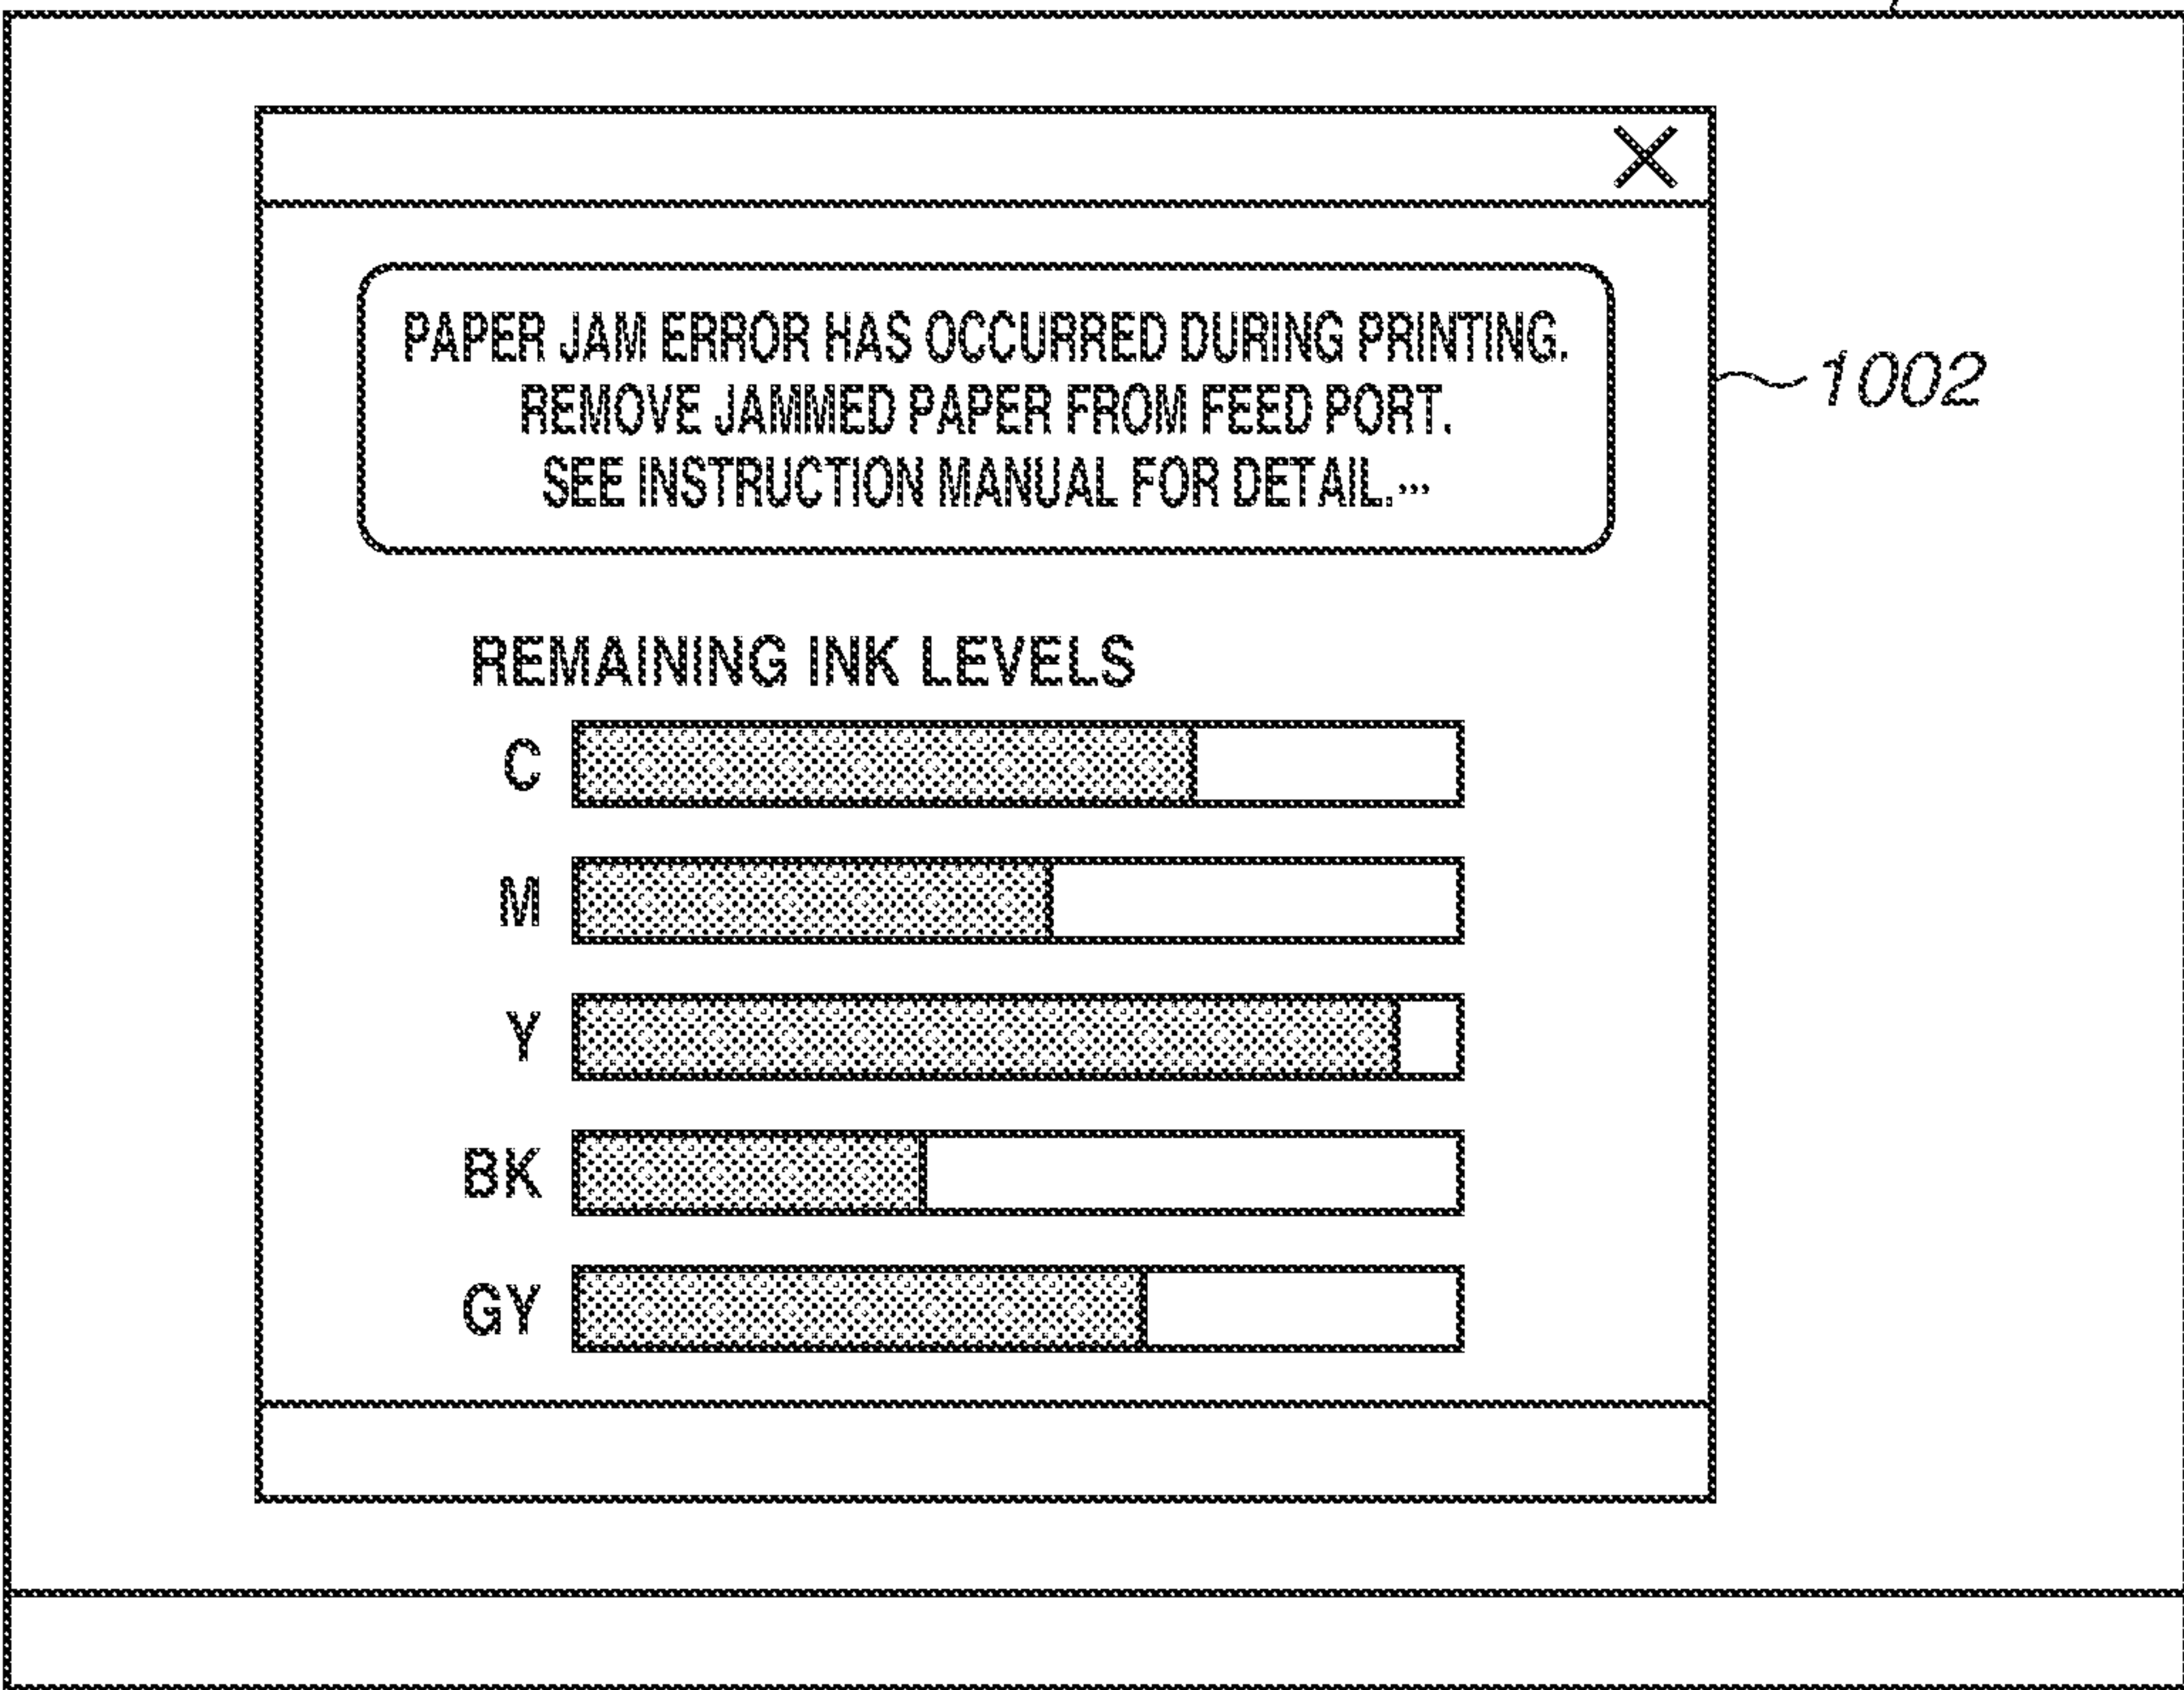 PAPER JAM ERROR HAS OCCURRED DURING PRINTING.
REMOVE JAMMED PAPER FROM FEED PORT.
SEE INSTRUCTION MANUAL FOR DETAIL.…
1002
REMAINING INK LEVELS
C
M
Y
BK
GY